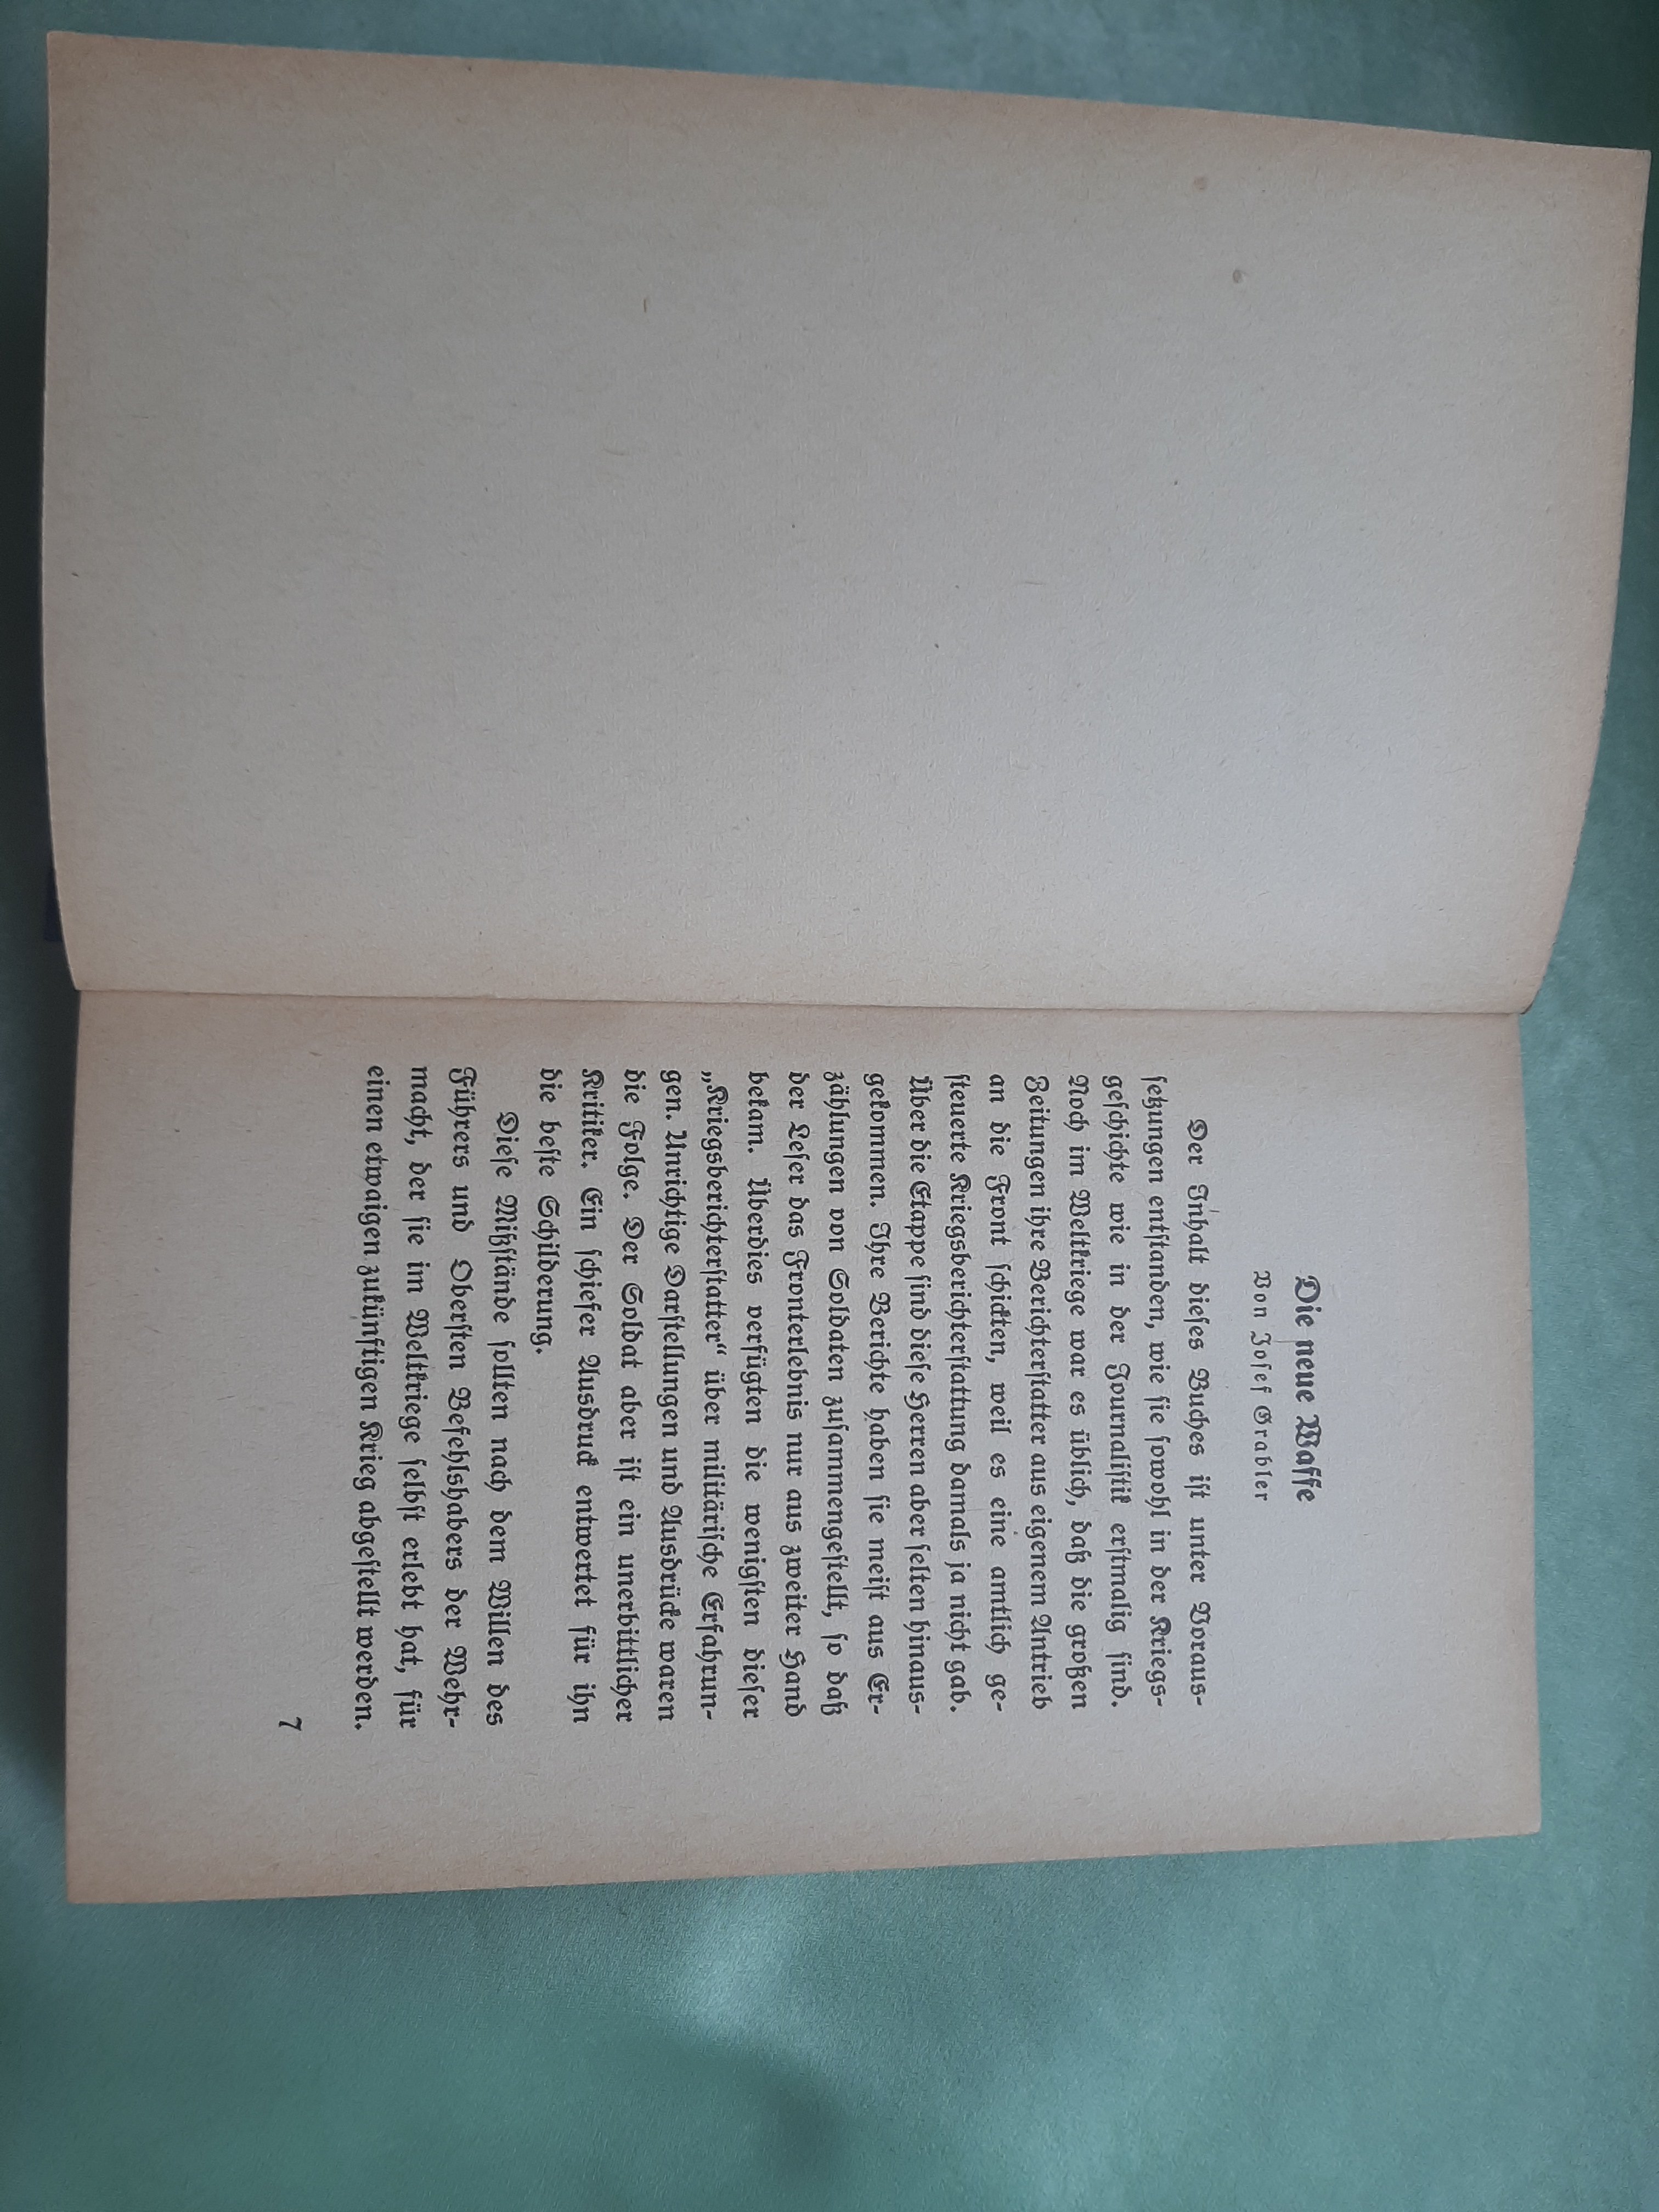 Die neue Waffe
Von Josef Grabler
Der Inhalt dieses Buches ist unter Voraus-
setzungen entstanden, wie sie sowohl in der Kriegs-
geschichte wie in der Journalistik erstmalig sind.
Noch im Weltkriege war es üblich, daß die großen
Zeitungen ihre Berichterstatter aus eigenem Antrieb
an die Front schickten, weil es eine amtlich ge-
steuerte Kriegsberichterstattung damals ja nicht gab.
Über die Etappe sind diese Herren aber selten hinaus-
gekommen. Ihre Berichte haben sie meist aus Er-
zählungen von Soldaten zusammengestellt, so daß
der Leser das Fronterlebnis nur aus zweiter Hand
bekam. Überdies verfügten die wenigsten dieser
„Kriegsberichterstatter“ über militärische Erfahrun-
gen. Unrichtige Darstellungen und Ausdrücke waren
die Folge. Der Soldat aber ist ein unerbittlicher
Kritiker. Ein schiefer Ausdruck entwertet für ihn
die beste Schilderung.
Diese Mißstände sollten nach dem Willen des
Führers und Obersten Befehlshabers der Wehr-
macht, der sie im Weltkriege selbst erlebt hat, für
einen etwaigen zukünftigen Krieg abgestellt werden.
7